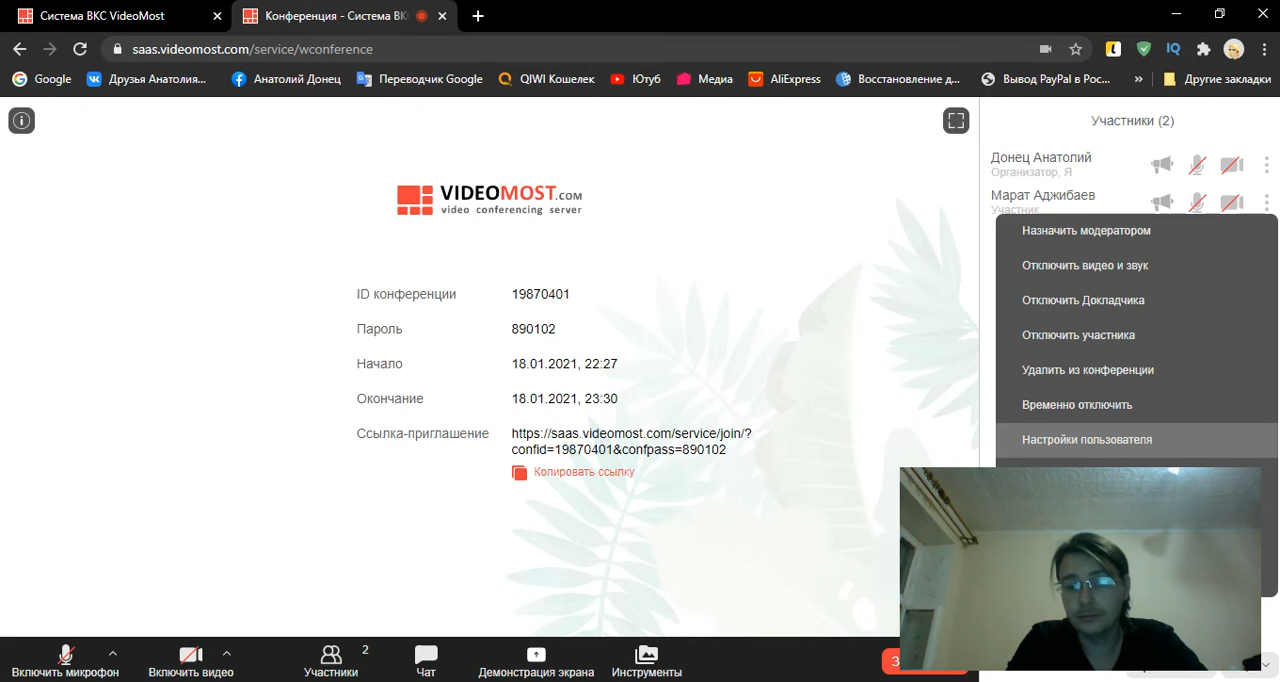 Система ВКС VideoMost
Конференция - Система ВК
saas.videomost.com/service/wconference
Google
Друзья Анатолия...
Анатолий Донец
Переводчик Google
QIWI Кошелек
Ютуб
Медиа
AliExpress
Восстановление д...
Вывод PayPal в Рос...
»
Другие закладки
VIDEOMOST.COM
video conferencing server
ID конференции 19870401
Пароль 890102
Начало 18.01.2021, 22:27
Окончание 18.01.2021, 23:30
Ссылка-приглашение https://saas.videomost.com/service/join/?
confid=19870401&confpass=890102
Копировать ссылку
Участники (2)
Донец Анатолий
Организатор, Я
Марат Аджибаев
Участник
Назначить модератором
Отключить видео и звук
Отключить Докладчика
Отключить участника
Удалить из конференции
Временно отключить
Настройки пользователя
Включить микрофон
Включить видео
Участники
2
Чат
Демонстрация экрана
Инструменты